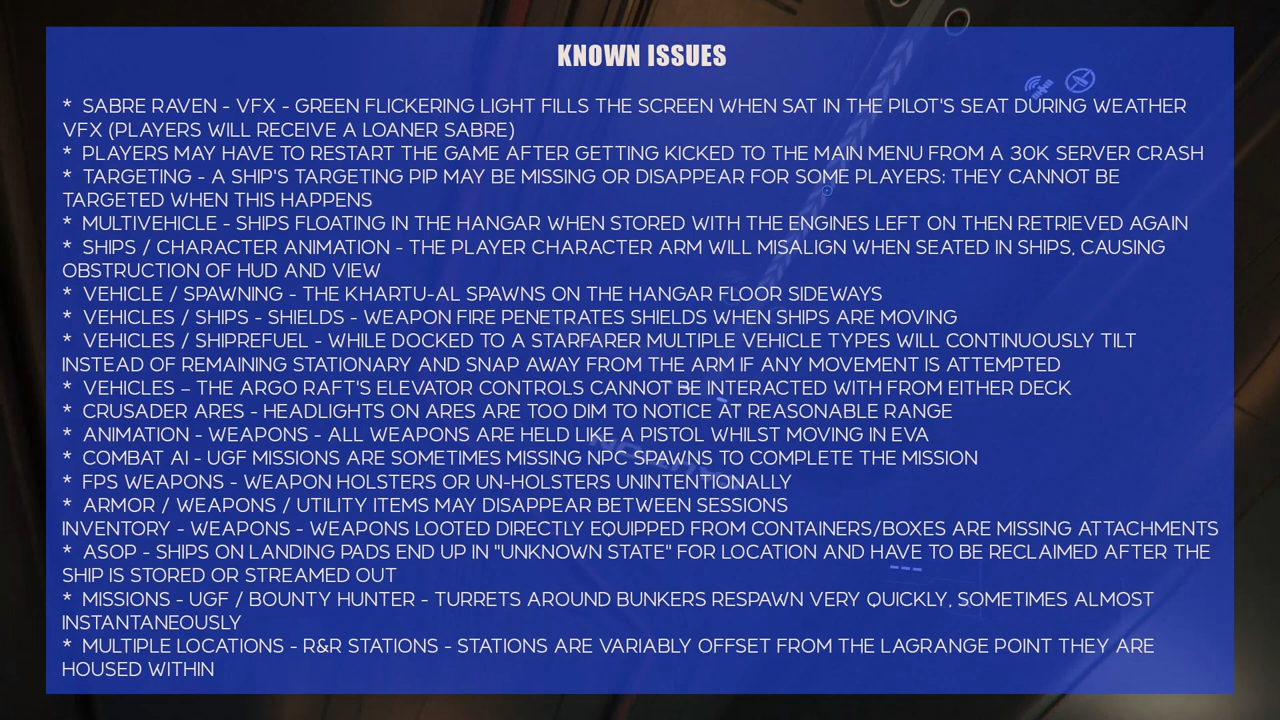 KNOWN ISSUES
* SABRE RAVEN - VFX - GREEN FLICKERING LIGHT FILLS THE SCREEN WHEN SAT IN THE PILOT'S SEAT DURING WEATHER
VFX (PLAYERS WILL RECEIVE A LOANER SABRE)
* PLAYERS MAY HAVE TO RESTART THE GAME AFTER GETTING KICKED TO THE MAIN MENU FROM A 30K SERVER CRASH
* TARGETING - A SHIP'S TARGETING PIP MAY BE MISSING OR DISAPPEAR FOR SOME PLAYERS; THEY CANNOT BE
TARGETED WHEN THIS HAPPENS
* MULTIVEHICLE - SHIPS FLOATING IN THE HANGAR WHEN STORED WITH THE ENGINES LEFT ON THEN RETRIEVED AGAIN
* SHIPS / CHARACTER ANIMATION - THE PLAYER CHARACTER ARM WILL MISALIGN WHEN SEATED IN SHIPS, CAUSING
OBSTRUCTION OF HUD AND VIEW
* VEHICLE / SPAWNING - THE KHARTU-AL SPAWNS ON THE HANGAR FLOOR SIDEWAYS
* VEHICLES / SHIPS - SHIELDS - WEAPON FIRE PENETRATES SHIELDS WHEN SHIPS ARE MOVING
* VEHICLES / SHIPREFUEL - WHILE DOCKED TO A STARFARER MULTIPLE VEHICLE TYPES WILL CONTINUOUSLY TILT
INSTEAD OF REMAINING STATIONARY AND SNAP AWAY FROM THE ARM IF ANY MOVEMENT IS ATTEMPTED
* VEHICLES – THE ARGO RAFT'S ELEVATOR CONTROLS CANNOT BE INTERACTED WITH FROM EITHER DECK
* CRUSADER ARES - HEADLIGHTS ON ARES ARE TOO DIM TO NOTICE AT REASONABLE RANGE
* ANIMATION - WEAPONS - ALL WEAPONS ARE HELD LIKE A PISTOL WHILST MOVING IN EVA
* COMBAT AI - UGF MISSIONS ARE SOMETIMES MISSING NPC SPAWNS TO COMPLETE THE MISSION
* FPS WEAPONS - WEAPON HOLSTERS OR UN-HOLSTERS UNINTENTIONALLY
* ARMOR / WEAPONS / UTILITY ITEMS MAY DISAPPEAR BETWEEN SESSIONS
INVENTORY - WEAPONS - WEAPONS LOOTED DIRECTLY EQUIPPED FROM CONTAINERS/BOXES ARE MISSING ATTACHMENTS
* ASOP - SHIPS ON LANDING PADS END UP IN "UNKNOWN STATE" FOR LOCATION AND HAVE TO BE RECLAIMED AFTER THE
SHIP IS STORED OR STREAMED OUT
* MISSIONS - UGF / BOUNTY HUNTER - TURRETS AROUND BUNKERS RESPAWN VERY QUICKLY, SOMETIMES ALMOST
INSTANTANEOUSLY
* MULTIPLE LOCATIONS - R&R STATIONS - STATIONS ARE VARIABLY OFFSET FROM THE LAGRANGE POINT THEY ARE
HOUSED WITHIN